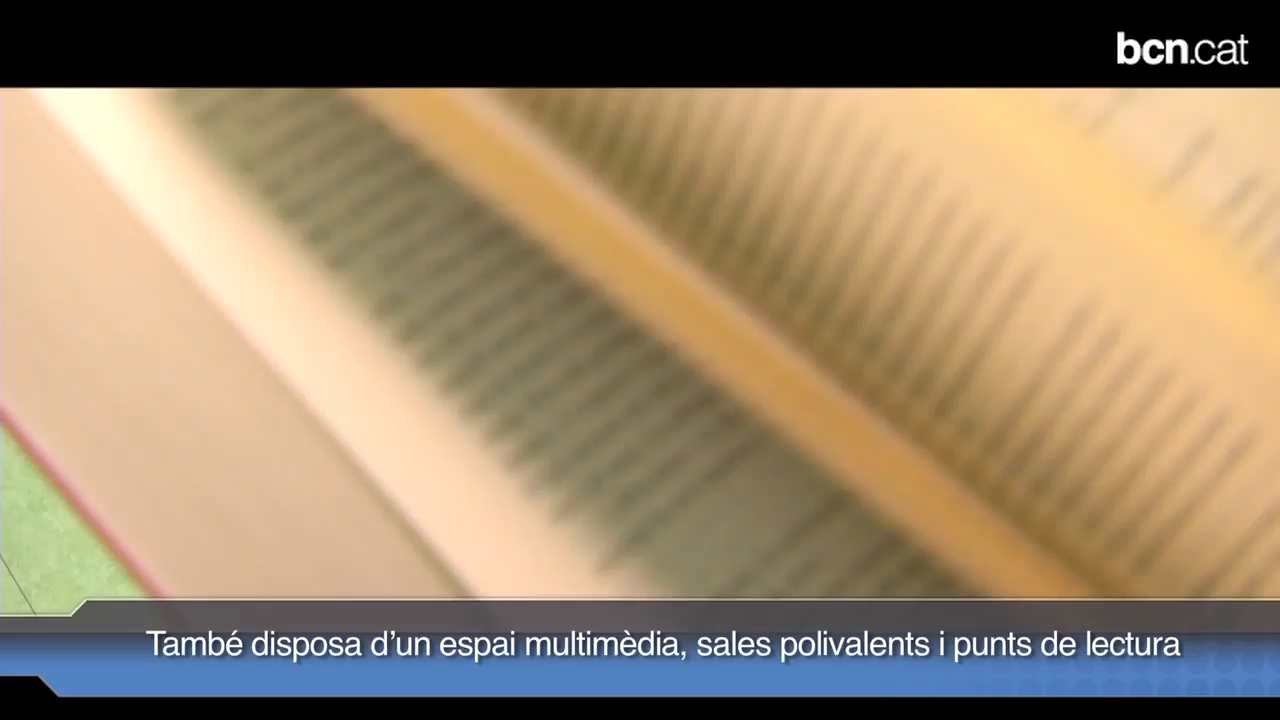 bcn.cat
També disposa d’un espai multimèdia, sales polivalents i punts de lectura